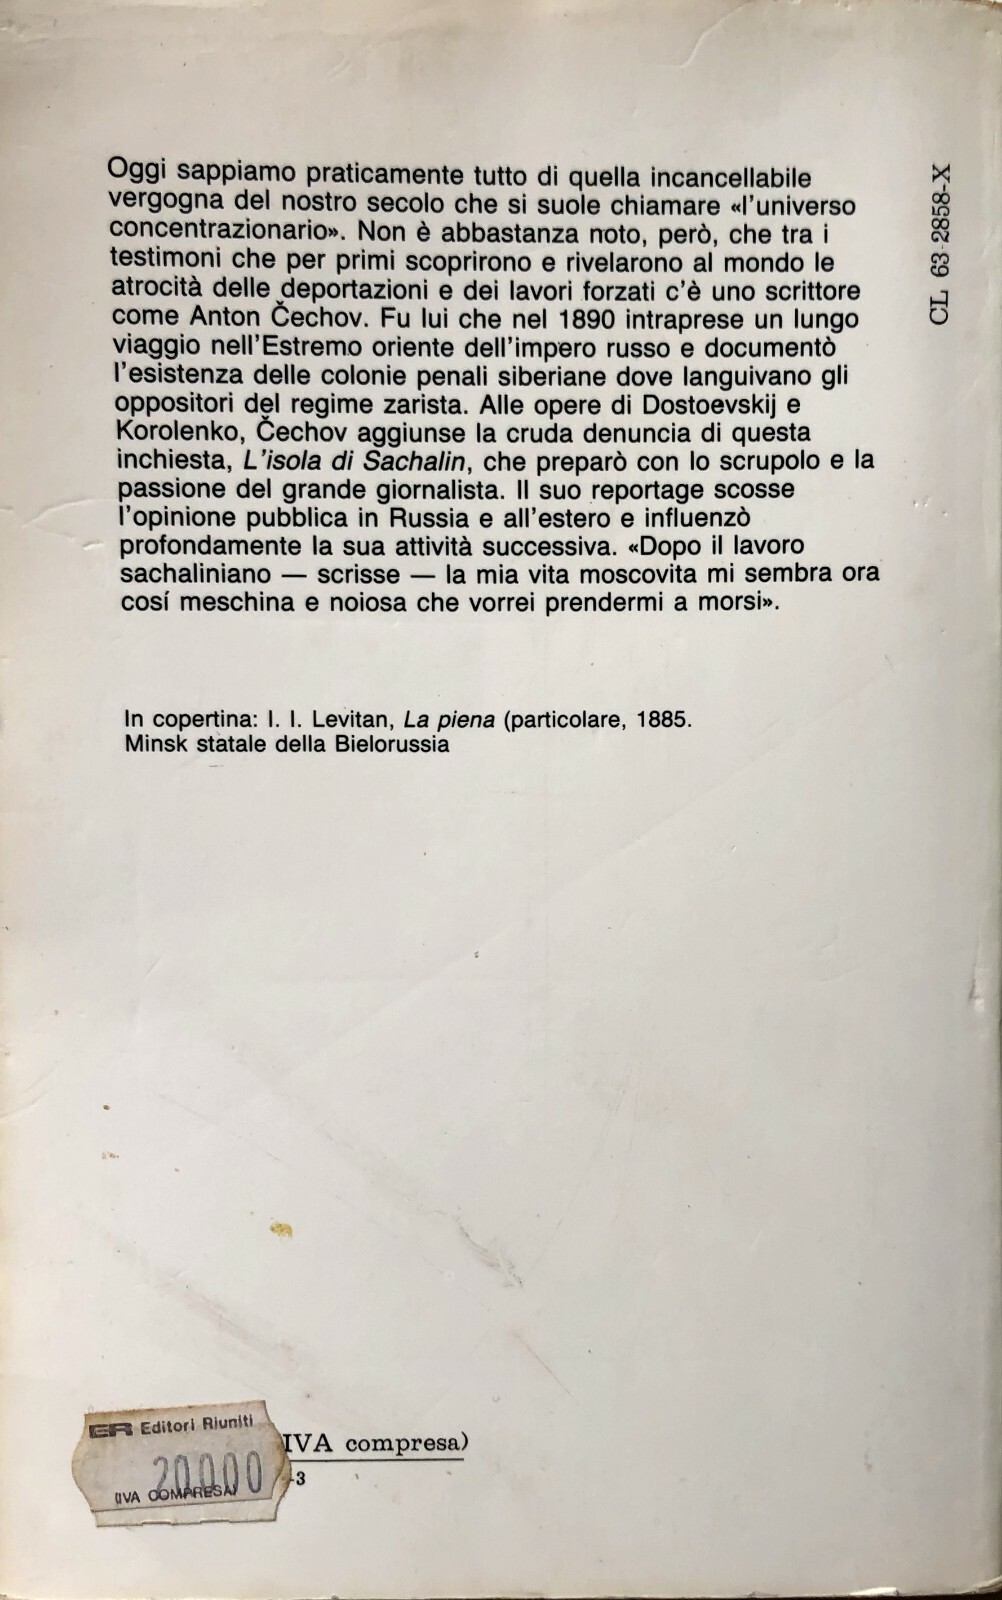 Oggi sappiamo praticamente tutto di quella incancellabile
vergogna del nostro secolo che si suole chiamare «l'universo
concentrazionario». Non è abbastanza noto, però, che tra i
testimoni che per primi scoprirono e rivelarono al mondo le
atrocità delle deportazioni e dei lavori forzati c'è uno scrittore
come Anton Čechov. Fu lui che nel 1890 intraprese un lungo
viaggio nell'Estremo oriente dell'impero russo e documentò
l'esistenza delle colonie penali siberiane dove languivano gli
oppositori del regime zarista. Alle opere di Dostoevskij e
Korolenko, Čechov aggiunse la cruda denuncia di questa
inchiesta, L'isola di Sachalin, che preparò con lo scrupolo e la
passione del grande giornalista. Il suo reportage scosse
l'opinione pubblica in Russia e all'estero e influenzò
profondamente la sua attività successiva. «Dopo il lavoro
sachaliniano — scrisse — la mia vita moscovita mi sembra ora
cosí meschina e noiosa che vorrei prendermi a morsi».
CL 63-2858-X
In copertina: I. I. Levitan, La piena (particolare, 1885.
Minsk statale della Bielorussia
ER Editori Riuniti
20000
(IVA COMPRESA)
IVA compresa)
-3